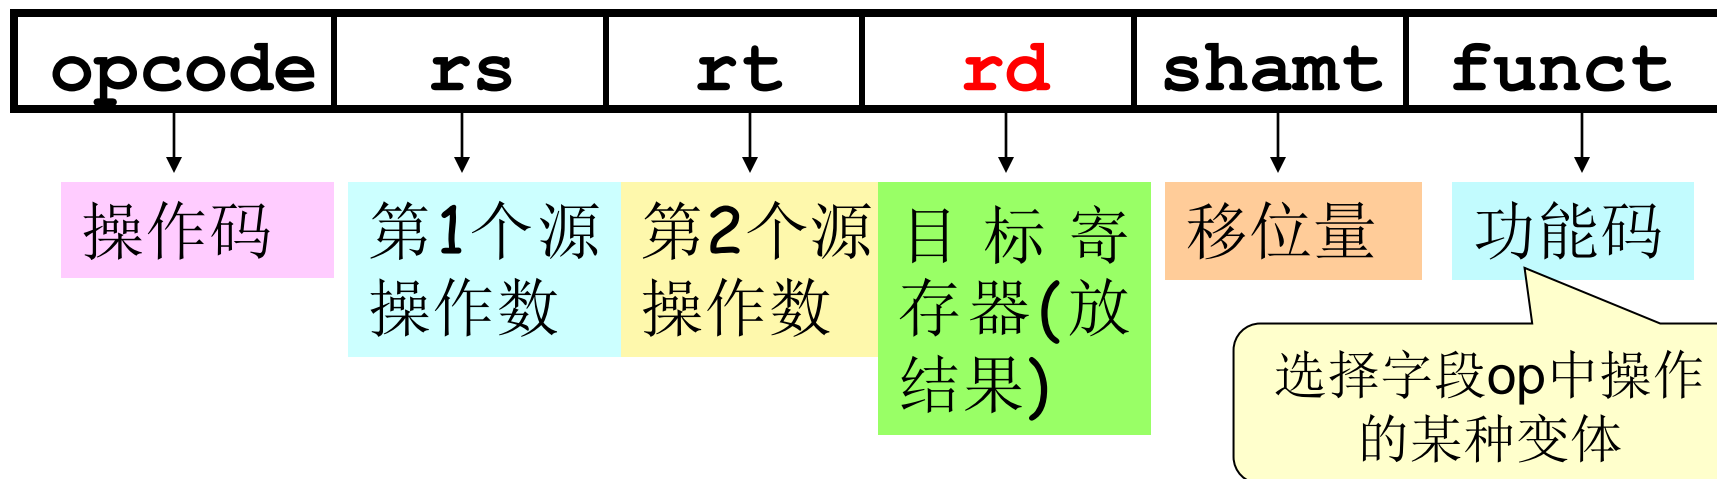 opcode rs rt rd shamt funct
操作码
第1个源
操作数
第2个源
操作数
目标寄
存器(放
结果)
移位量
功能码
选择字段op中操作
的某种变体